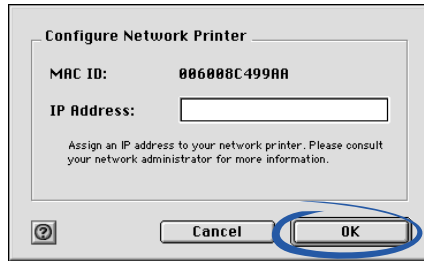 Configure Network Printer
MAC ID: 006008C499AA
IP Address:
Assign an IP address to your network printer. Please consult
your network administrator for more information.
? Cancel OK